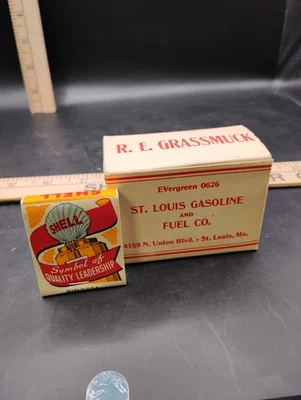 R. E. GRASSMUCK
EVergreen 0626
ST. LOUIS GASOLINE
AND
FUEL CO.
4159 N. Union Blvd. - St. Louis, Mo.
SHELL
Symbol of
QUALITY LEADERSHIP